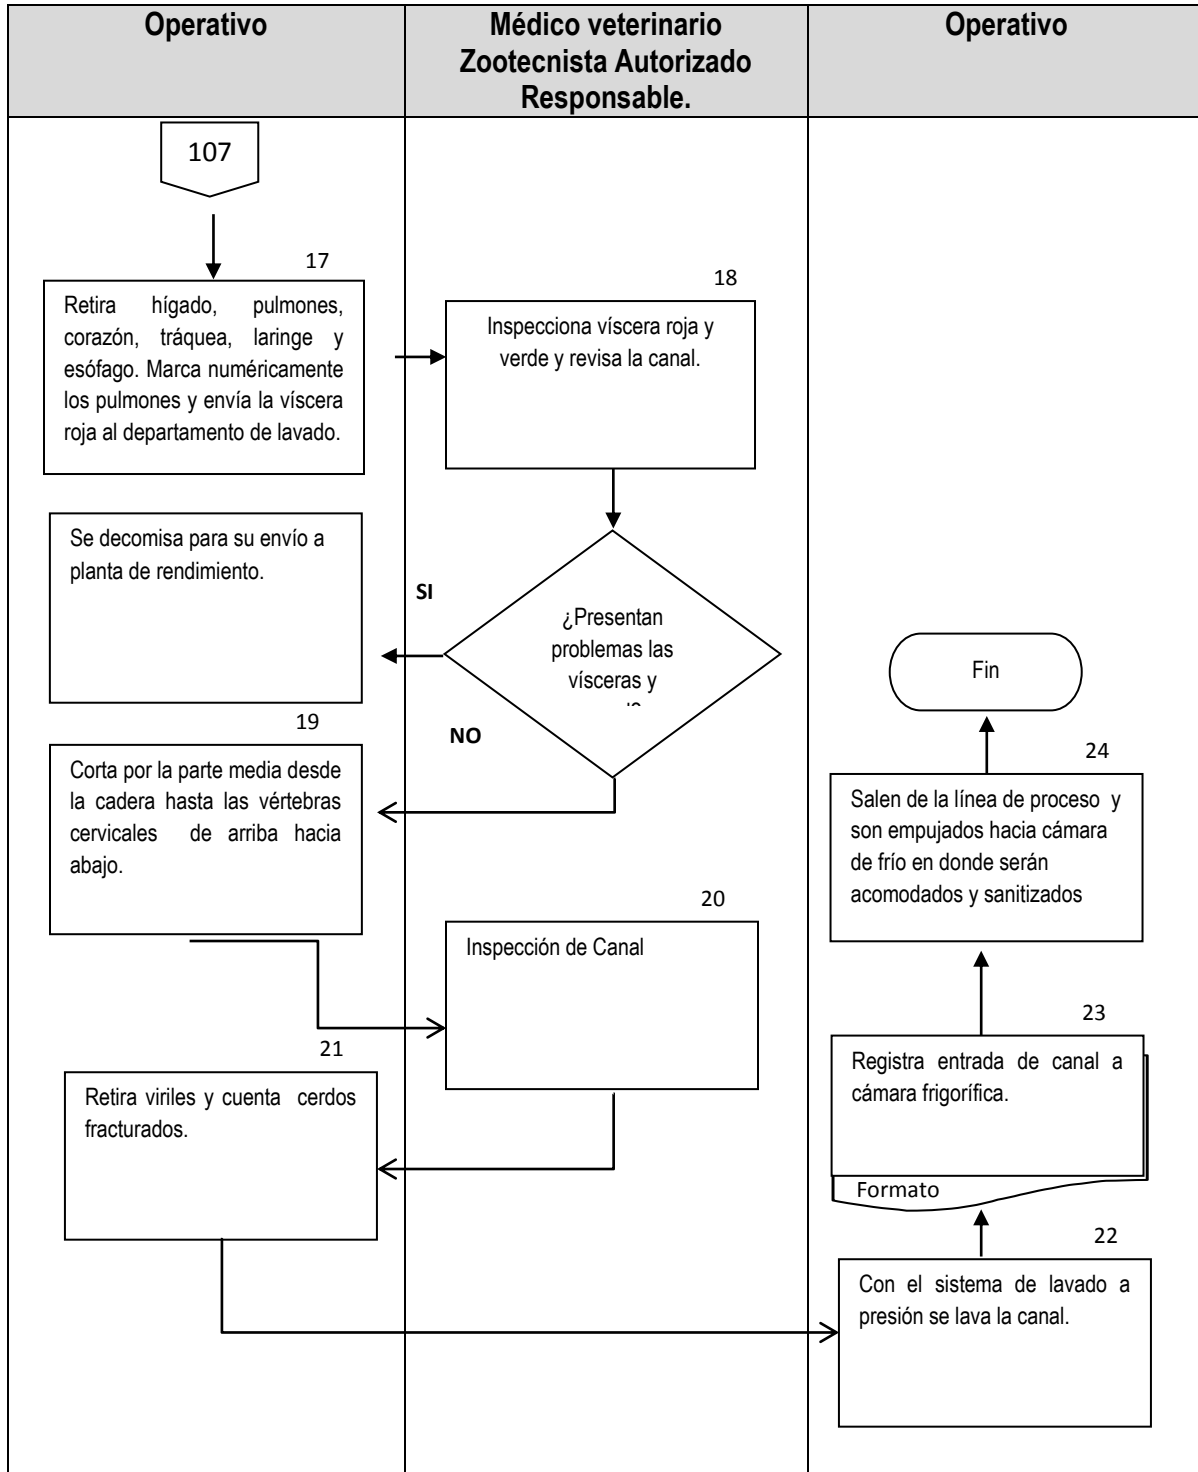 Operativo
Médico veterinario
Zootecnista Autorizado
Responsable.
Operativo
107
17
Retira hígado, pulmones,
corazón, tráquea, laringe y
esófago. Marca numéricamente
los pulmones y envía la víscera
roja al departamento de lavado.
18
Inspecciona víscera roja y
verde y revisa la canal.
Se decomisa para su envío a
planta de rendimiento.
SI
¿Presentan
problemas las
vísceras y
NO
19
Corta por la parte media desde
la cadera hasta las vértebras
cervicales de arriba hacia
abajo.
20
Inspección de Canal
21
Retira viriles y cuenta cerdos
fracturados.
Fin
24
Salen de la línea de proceso y
son empujados hacia cámara
de frío en donde serán
acomodados y sanitizados
23
Registra entrada de canal a
cámara frigorífica.
Formato
22
Con el sistema de lavado a
presión se lava la canal.